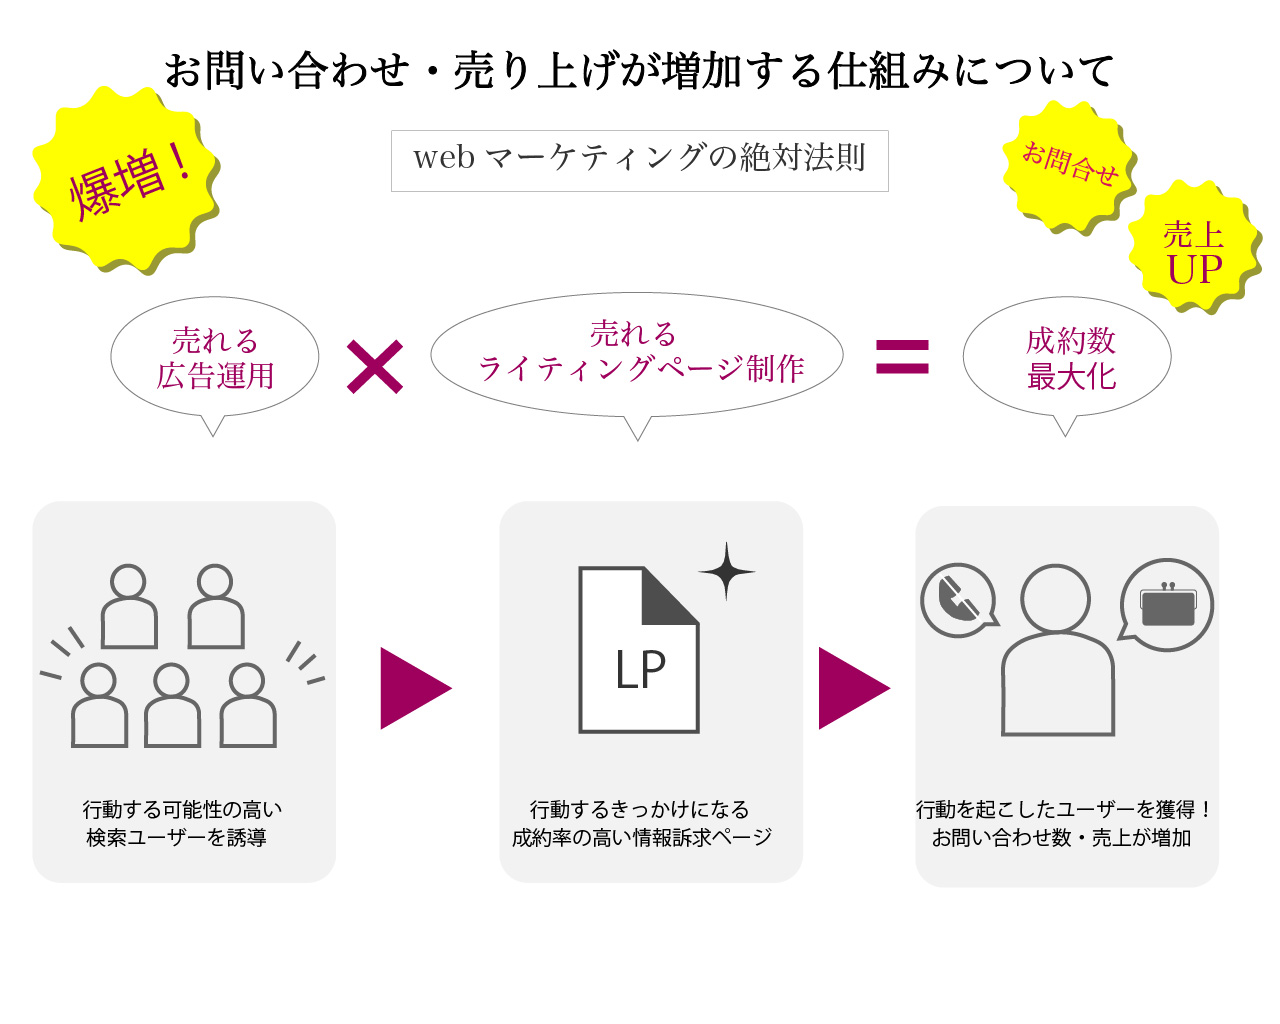 お問い合わせ・売り上げが増加する仕組みについて
爆増！
webマーケティングの絶対法則
お問合せ
売上
UP
売れる
広告運用
×
売れる
ライティングページ制作
＝
成約数
最大化
LP
行動する可能性の高い
検索ユーザーを誘導
行動するきっかけになる
成約率の高い情報訴求ページ
行動を起こしたユーザーを獲得！
お問い合わせ数・売上が増加